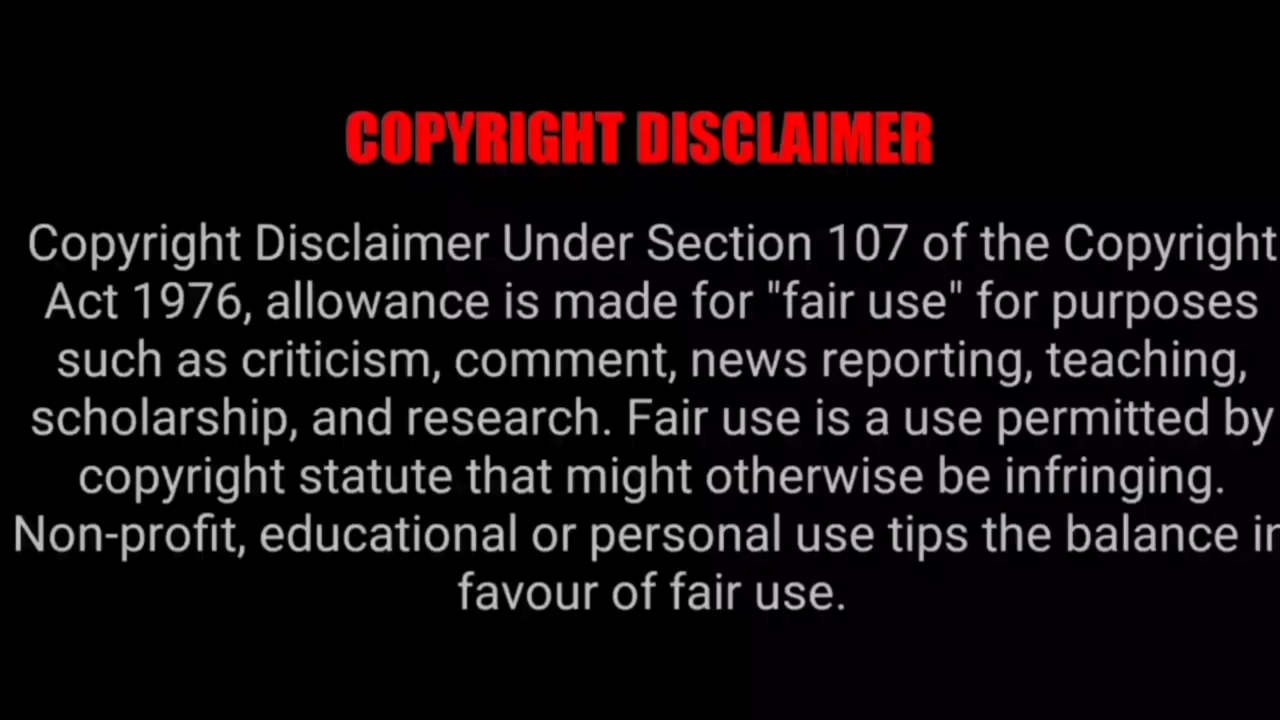 COPYRIGHT DISCLAIMER
Copyright Disclaimer Under Section 107 of the Copyright
Act 1976, allowance is made for "fair use" for purposes
such as criticism, comment, news reporting, teaching,
scholarship, and research. Fair use is a use permitted by
copyright statute that might otherwise be infringing.
Non-profit, educational or personal use tips the balance in
favour of fair use.